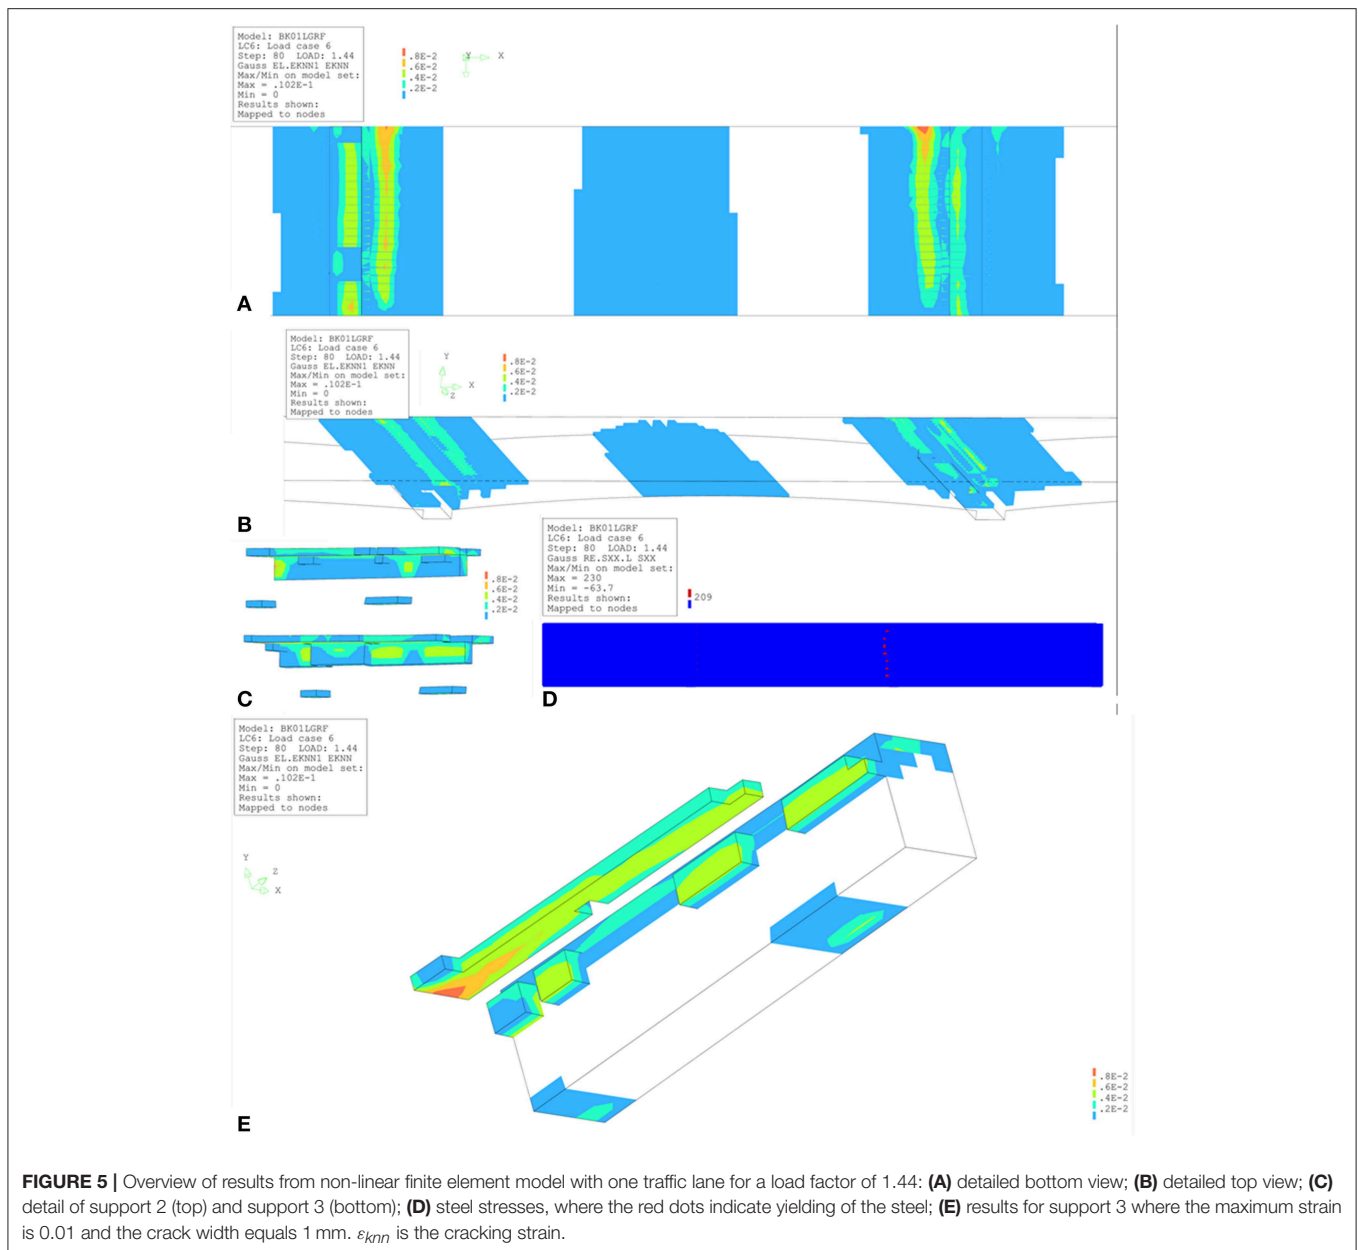 Model: BK01LGRF
LC6: Load case 6
Step: 80 LOAD: 1.44
Gauss EL.EKNN1 EKNN
Max/Min on model set:
Max = .102E-1
Min = 0
Results shown:
Mapped to nodes
.8E-2
.6E-2
.4E-2
.2E-2
Y X
A
Model: BK01LGRF
LC6: Load case 6
Step: 80 LOAD: 1.44
Gauss EL.EKNN1 EKNN
Max/Min on model set:
Max = .102E-1
Min = 0
Results shown:
Mapped to nodes
Y
X
Z
.8E-2
.6E-2
.4E-2
.2E-2
B
.8E-2
.6E-2
.4E-2
.2E-2
C
Model: BK01LGRF
LC6: Load case 6
Step: 80 LOAD: 1.44
Gauss RE.SXX.L SXX
Max/Min on model set:
Max = 230
Min = -63.7
Results shown:
Mapped to nodes
209
D
Model: BK01LGRF
LC6: Load case 6
Step: 80 LOAD: 1.44
Gauss EL.EKNN1 EKNN
Max/Min on model set:
Max = .102E-1
Min = 0
Results shown:
Mapped to nodes
Y
Z
X
.8E-2
.6E-2
.4E-2
.2E-2
E
FIGURE 5 | Overview of results from non-linear finite element model with one traffic lane for a load factor of 1.44: (A) detailed bottom view; (B) detailed top view; (C)
detail of support 2 (top) and support 3 (bottom); (D) steel stresses, where the red dots indicate yielding of the steel; (E) results for support 3 where the maximum strain
is 0.01 and the crack width equals 1 mm. εknn is the cracking strain.